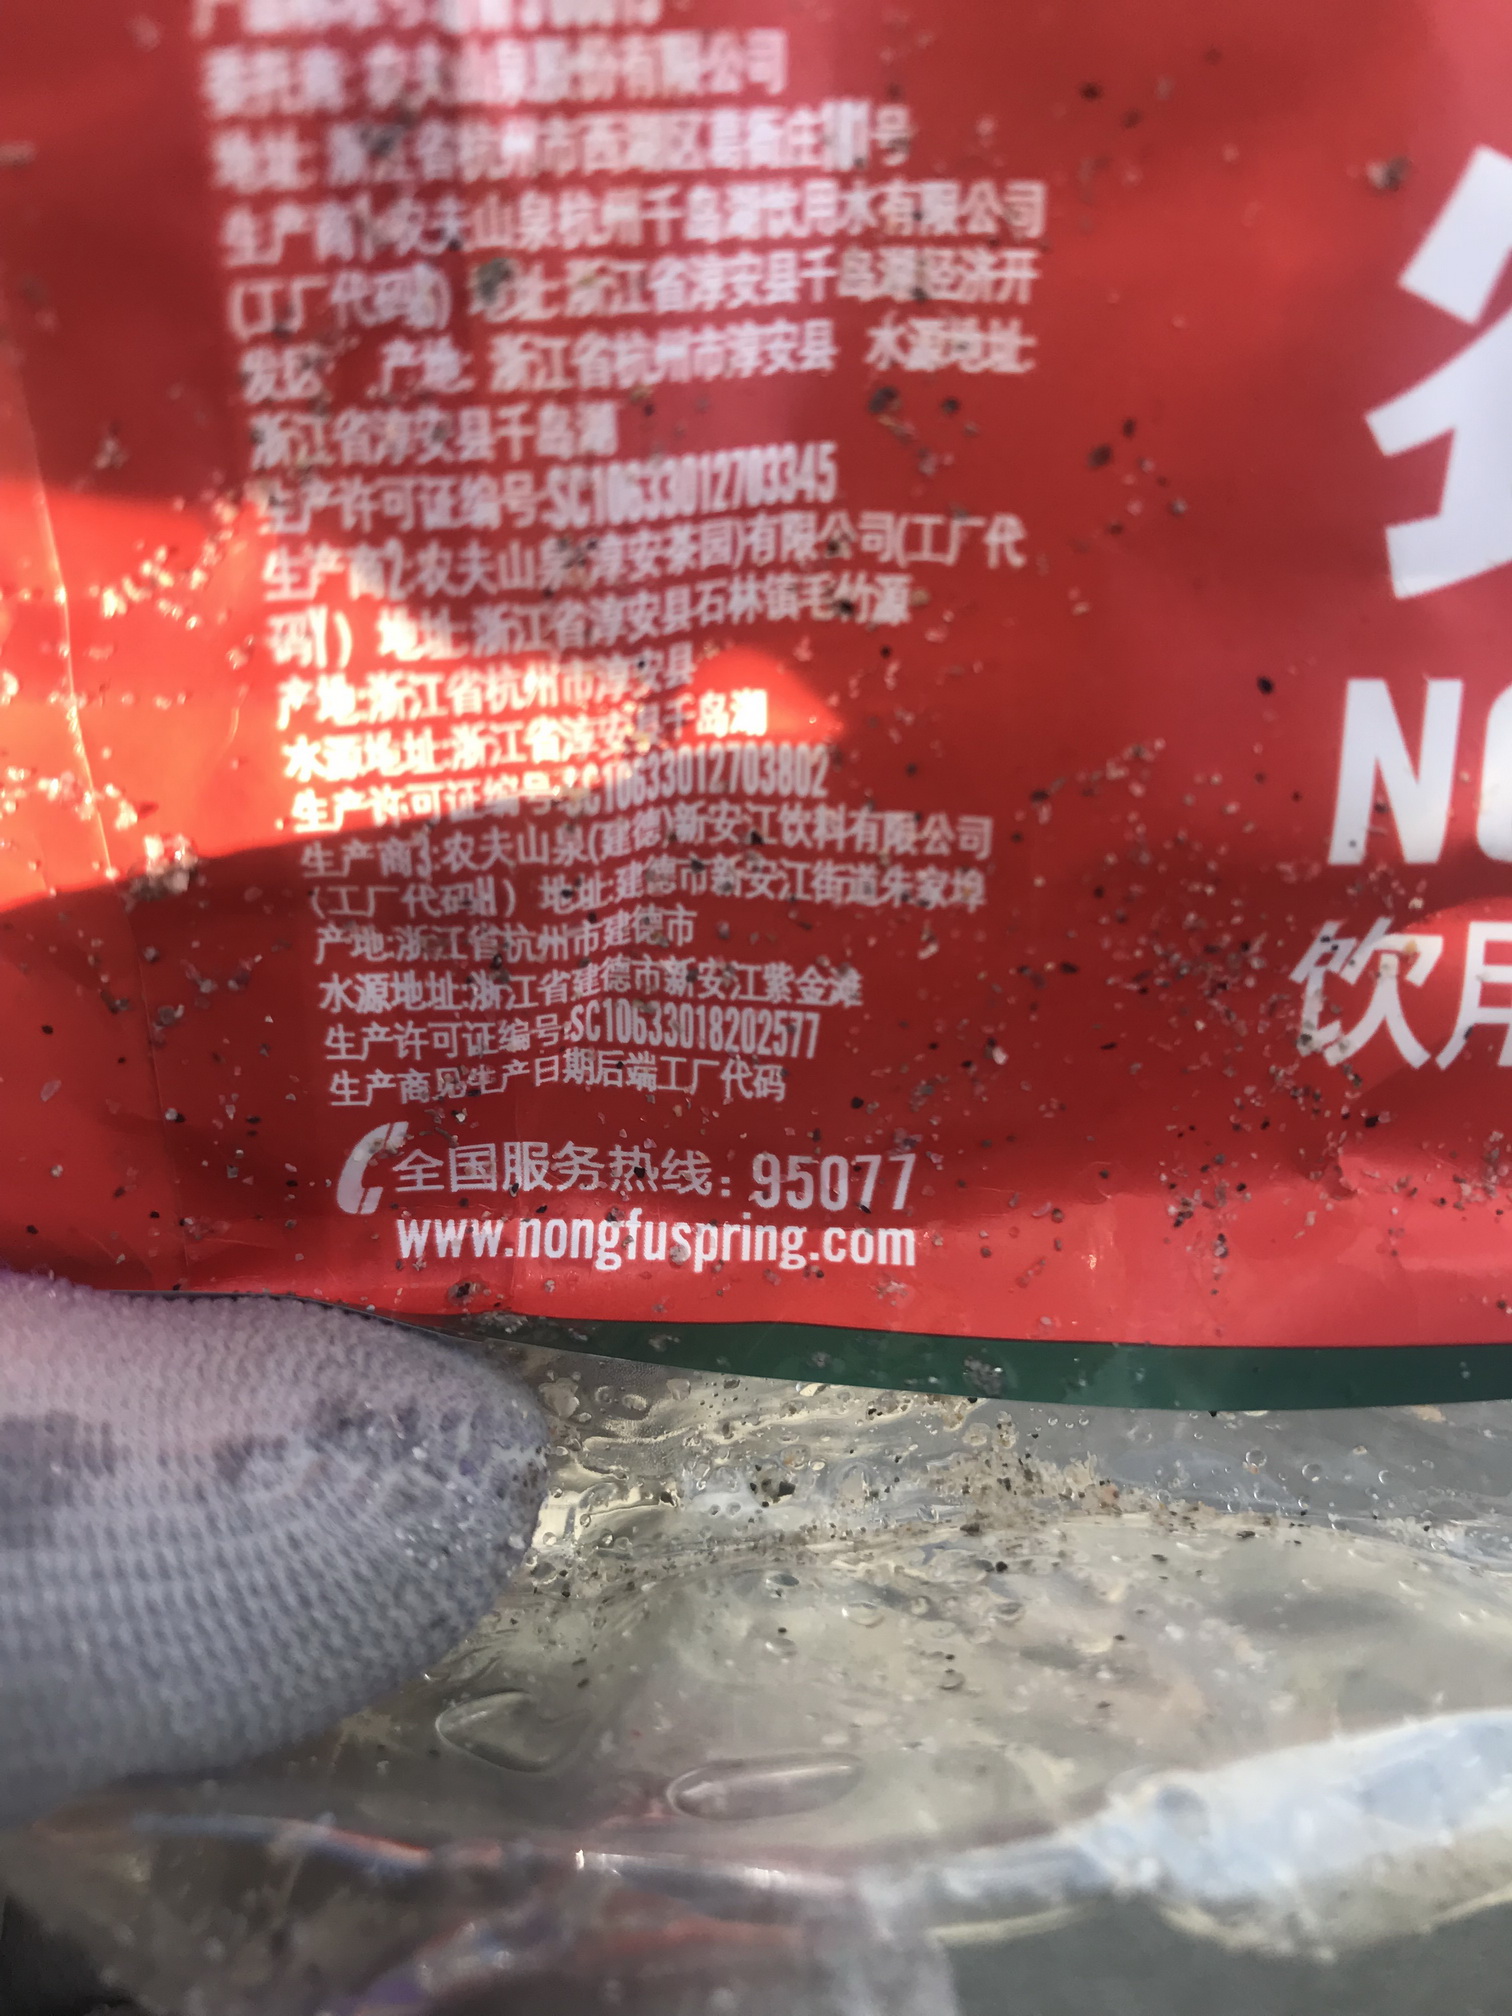 委托商:农夫山泉股份有限公司
地址:浙江省杭州市西湖区葛衙庄181号
生产商1:农夫山泉杭州千岛湖饮用水有限公司
(工厂代码 ) 地址:浙江省淳安县千岛湖经济开
发区 产地:浙江省杭州市淳安县 水源地址:
浙江省淳安县千岛湖
生产许可证编号:SC10633012703345
生产商2:农夫山泉(淳安茶园)有限公司(工厂代
码 ) 地址:浙江省淳安县石林镇毛竹源
产地:浙江省杭州市淳安县
水源地址:浙江省淳安县千岛湖
生产许可证编号:SC10633012703802
生产商3:农夫山泉(建德)新安江饮料有限公司
(工厂代码 ) 地址:建德市新安江街道朱家埠
产地:浙江省杭州市建德市
水源地址:浙江省建德市新安江紫金滩
生产许可证编号:SC10633018202577
生产商见生产日期后端工厂代码
全国服务热线:95077
www.nongfuspring.com
N
饮用